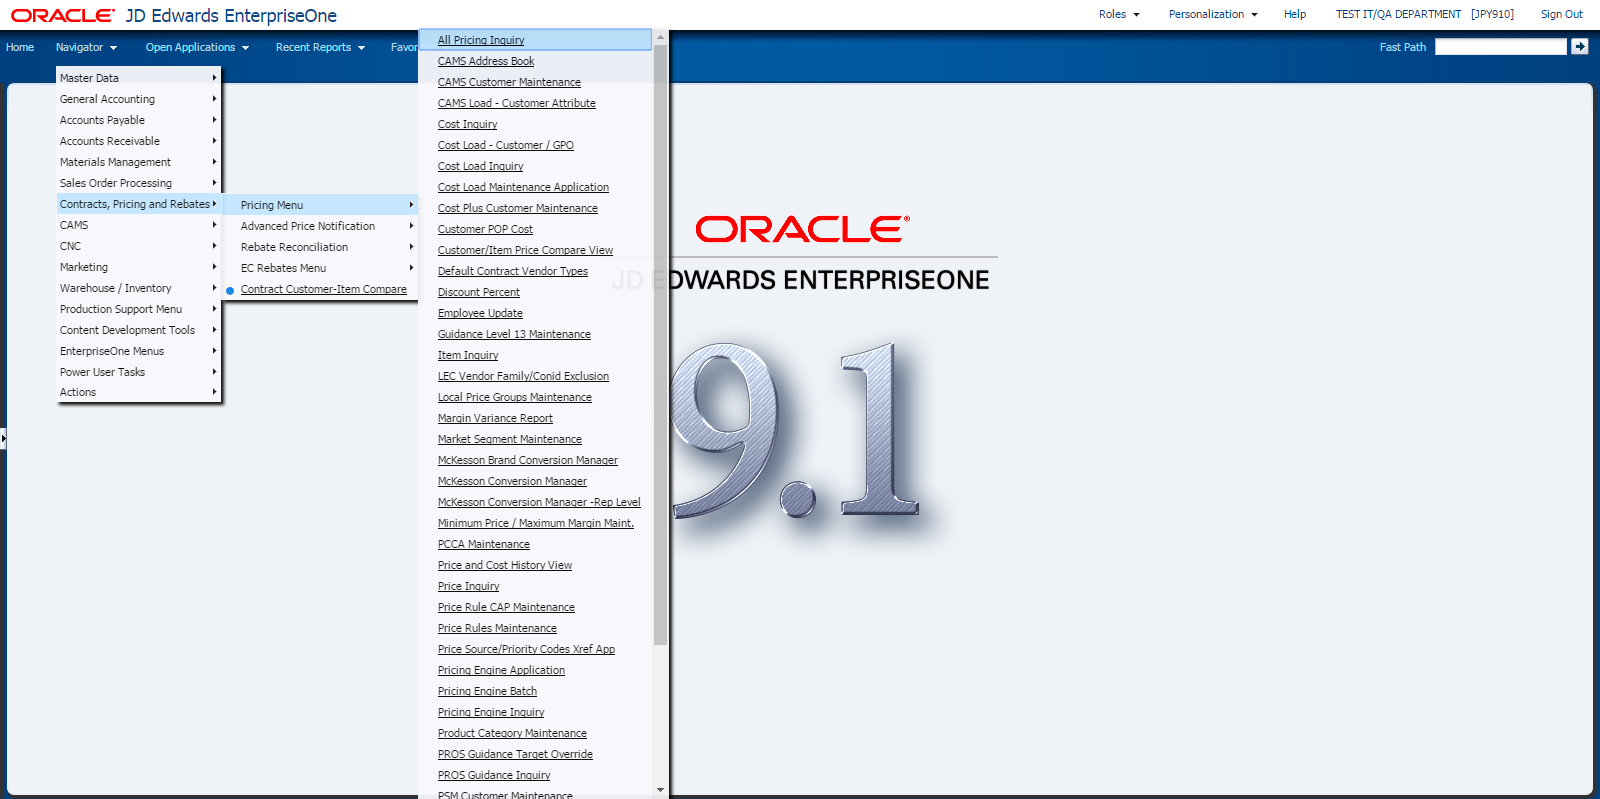 ORACLE® JD Edwards EnterpriseOne
Roles Personalization Help TEST IT/QA DEPARTMENT [JPY910] Sign Out
Home Navigator Open Applications Recent Reports Favor
Fast Path
Master Data
General Accounting
Accounts Payable
Accounts Receivable
Materials Management
Sales Order Processing
Contracts, Pricing and Rebates
CAMS
CNC
Marketing
Warehouse / Inventory
Production Support Menu
Content Development Tools
EnterpriseOne Menus
Power User Tasks
Actions
Pricing Menu
Advanced Price Notification
Rebate Reconciliation
EC Rebates Menu
Contract Customer-Item Compare
All Pricing Inquiry
CAMS Address Book
CAMS Customer Maintenance
CAMS Load - Customer Attribute
Cost Inquiry
Cost Load - Customer / GPO
Cost Load Inquiry
Cost Load Maintenance Application
Cost Plus Customer Maintenance
Customer POP Cost
Customer/Item Price Compare View
Default Contract Vendor Types
Discount Percent
Employee Update
Guidance Level 13 Maintenance
Item Inquiry
LEC Vendor Family/Conid Exclusion
Local Price Groups Maintenance
Margin Variance Report
Market Segment Maintenance
McKesson Brand Conversion Manager
McKesson Conversion Manager
McKesson Conversion Manager -Rep Level
Minimum Price / Maximum Margin Maint.
PCCA Maintenance
Price and Cost History View
Price Inquiry
Price Rule CAP Maintenance
Price Rules Maintenance
Price Source/Priority Codes Xref App
Pricing Engine Application
Pricing Engine Batch
Pricing Engine Inquiry
Product Category Maintenance
PROS Guidance Target Override
PROS Guidance Inquiry
PSM Customer Maintenance
ORACLE®
JD EDWARDS ENTERPRISEONE
9.1